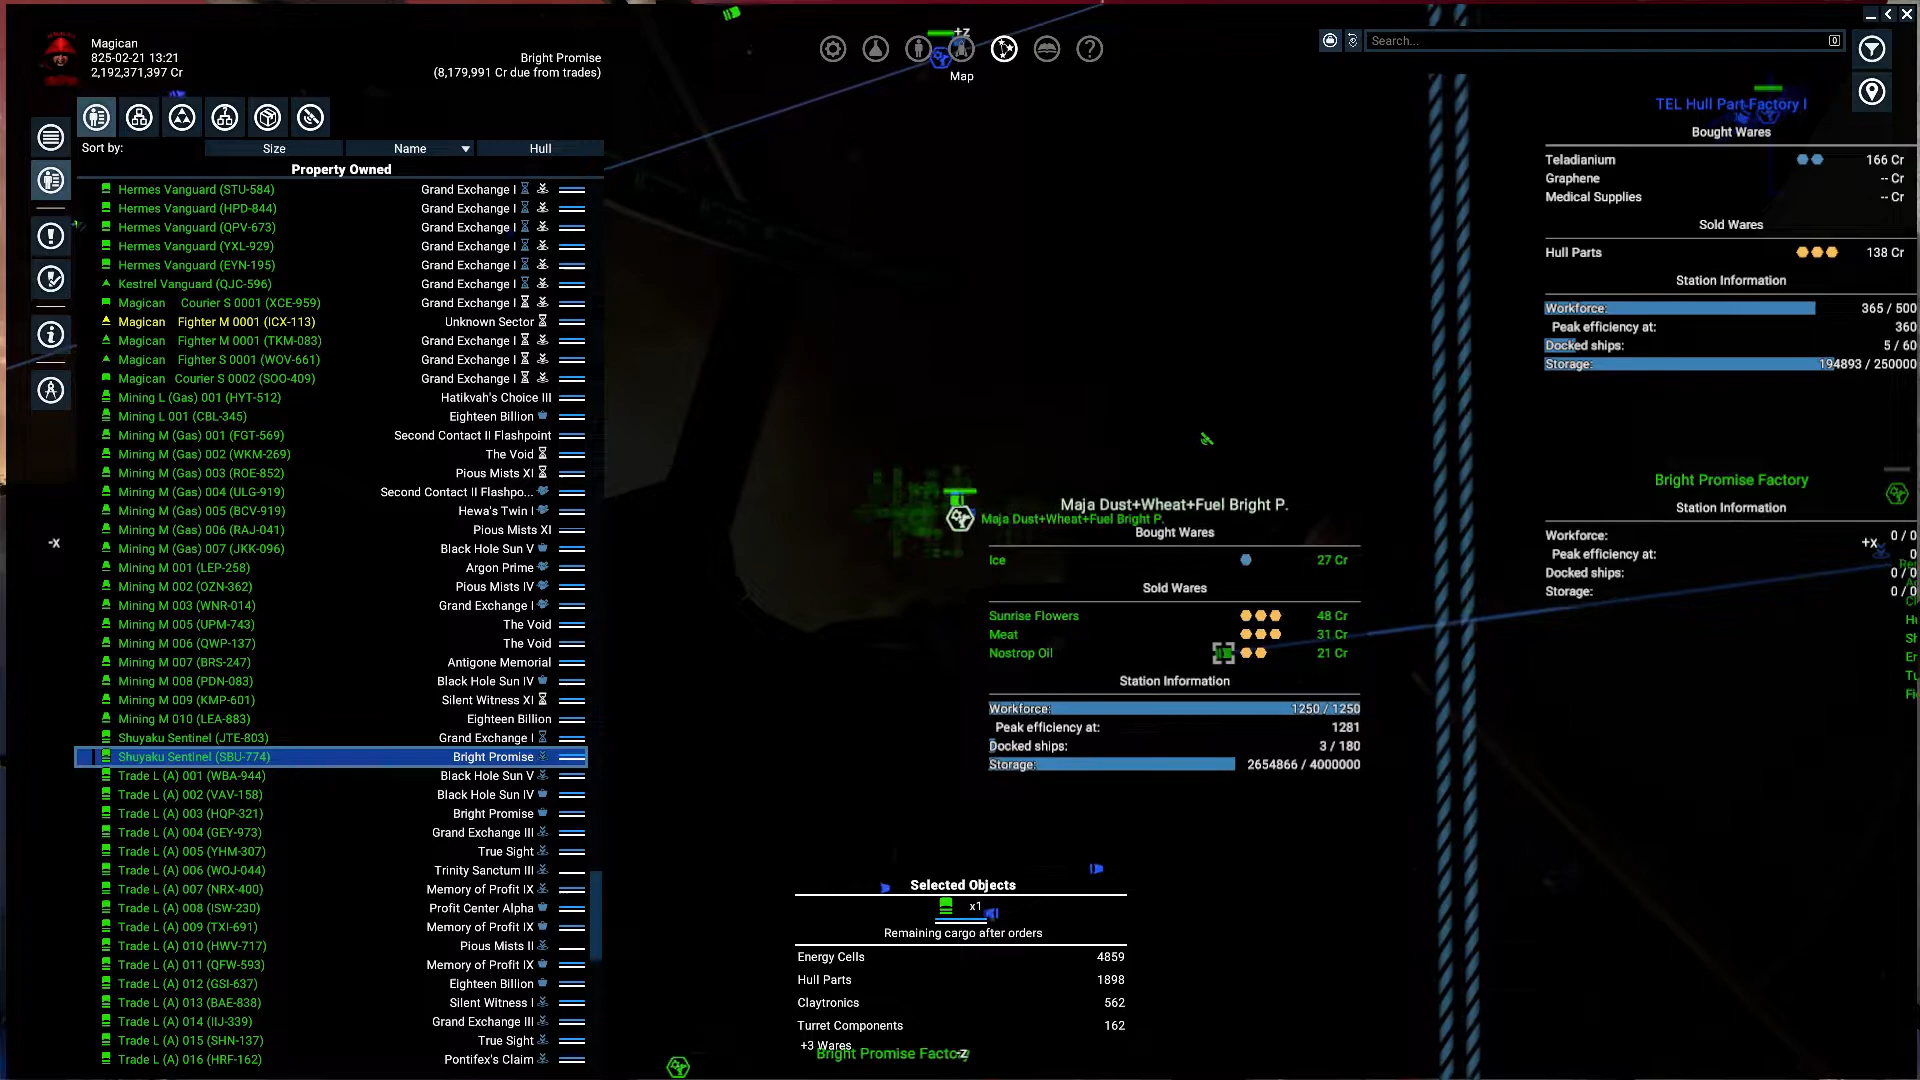 Magican
825-02-21 13:21
2,192,371,397 Cr
Bright Promise
(8,179,991 Cr due from trades)
+Z
Map
Search...
0
Sort by:
Size
Name
Hull
Property Owned
Hermes Vanguard (STU-584) Grand Exchange I
Hermes Vanguard (HPD-844) Grand Exchange I
Hermes Vanguard (QPV-673) Grand Exchange I
Hermes Vanguard (YXL-929) Grand Exchange I
Hermes Vanguard (EYN-195) Grand Exchange I
Kestrel Vanguard (QJC-596) Grand Exchange I
Magican Courier S 0001 (XCE-959) Grand Exchange I
Magican Fighter M 0001 (ICX-113) Unknown Sector
Magican Fighter M 0001 (TKM-083) Grand Exchange I
Magican Fighter S 0001 (WOV-661) Grand Exchange I
Magican Courier S 0002 (SOO-409) Grand Exchange I
Mining L (Gas) 001 (HYT-512) Hatikvah's Choice III
Mining L 001 (CBL-345) Eighteen Billion
Mining M (Gas) 001 (FGT-569) Second Contact II Flashpoint
Mining M (Gas) 002 (WKM-269) The Void
Mining M (Gas) 003 (ROE-852) Pious Mists XI
Mining M (Gas) 004 (ULG-919) Second Contact II Flashpo...
Mining M (Gas) 005 (BCV-919) Hewa's Twin I
Mining M (Gas) 006 (RAJ-041) Pious Mists XI
Mining M (Gas) 007 (JKK-096) Black Hole Sun V
Mining M 001 (LEP-258) Argon Prime
Mining M 002 (OZN-362) Pious Mists IV
Mining M 003 (WNR-014) Grand Exchange I
Mining M 005 (UPM-743) The Void
Mining M 006 (QWP-137) The Void
Mining M 007 (BRS-247) Antigone Memorial
Mining M 008 (PDN-083) Black Hole Sun IV
Mining M 009 (KMP-601) Silent Witness XI
Mining M 010 (LEA-883) Eighteen Billion
Shuyaku Sentinel (JTE-803) Grand Exchange I
Shuyaku Sentinel (SBU-774) Bright Promise
Trade L (A) 001 (WBA-944) Black Hole Sun V
Trade L (A) 002 (VAV-158) Black Hole Sun IV
Trade L (A) 003 (HQP-321) Bright Promise
Trade L (A) 004 (GEY-973) Grand Exchange III
Trade L (A) 005 (YHM-307) True Sight
Trade L (A) 006 (WOJ-044) Trinity Sanctum III
Trade L (A) 007 (NRX-400) Memory of Profit IX
Trade L (A) 008 (ISW-230) Profit Center Alpha
Trade L (A) 009 (TXI-691) Memory of Profit IX
Trade L (A) 010 (HWV-717) Pious Mists II
Trade L (A) 011 (QFW-593) Memory of Profit IX
Trade L (A) 012 (GSI-637) Eighteen Billion
Trade L (A) 013 (BAE-838) Silent Witness I
Trade L (A) 014 (IIJ-339) Grand Exchange III
Trade L (A) 015 (SHN-137) True Sight
Trade L (A) 016 (HRF-162) Pontifex's Claim
-X
Maja Dust+Wheat+Fuel Bright P.
Maja Dust+Wheat+Fuel Bright P.
Bought Wares
Ice 27 Cr
Sold Wares
Sunrise Flowers 48 Cr
Meat 31 Cr
Nostrop Oil 21 Cr
Station Information
Workforce: 1250 / 1250
Peak efficiency at: 1281
Docked ships: 3 / 180
Storage: 2654866 / 4000000
Selected Objects
x1
Remaining cargo after orders
Energy Cells 4859
Hull Parts 1898
Claytronics 562
Turret Components 162
+3 Wares
Bright Promise Factory
-Z
TEL Hull Part Factory I
Bought Wares
Teladianium 166 Cr
Graphene -- Cr
Medical Supplies -- Cr
Sold Wares
Hull Parts 138 Cr
Station Information
Workforce: 365 / 500
Peak efficiency at: 360
Docked ships: 5 / 60
Storage: 194893 / 250000
Bright Promise Factory
Station Information
Workforce: 0 / 0
Peak efficiency at: 0
Docked ships: 0 / 0
Storage: 0 / 0
+X